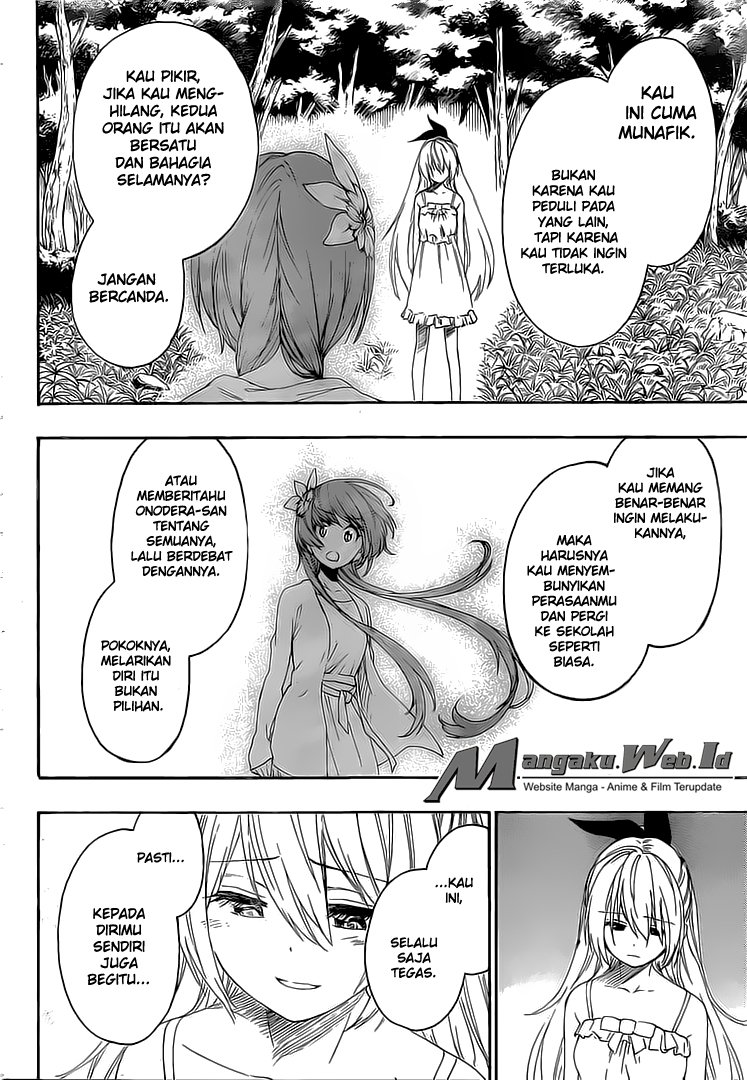 KAU
INI CUMA
MUNAFIK.
BUKAN
KARENA KAU
PEDULI PADA
YANG LAIN,
TAPI KARENA
KAU TIDAK INGIN
TERLUKA.
KAU PIKIR,
JIKA KAU MENG-
HILANG, KEDUA
ORANG ITU AKAN
BERSATU
DAN BAHAGIA
SELAMANYA?
JANGAN
BERCANDA.
JIKA
KAU MEMANG
BENAR-BENAR
INGIN MELAKU-
KANNYA,
MAKA
HARUSNYA
KAU MENYEM-
BUNYIKAN
PERASAANMU
DAN PERGI
KE SEKOLAH
SEPERTI
BIASA.
ATAU
MEMBERITAHU
ONODERA-SAN
TENTANG
SEMUANYA,
LALU BERDEBAT
DENGANNYA.
POKOKNYA,
MELARIKAN
DIRI ITU
BUKAN
PILIHAN.
Mangaku.Web.Id
Website Manga - Anime & Film Terupdate
...KAU
INI,
SELALU
SAJA
TEGAS.
PASTI...
KEPADA
DIRIMU
SENDIRI
JUGA
BEGITU...